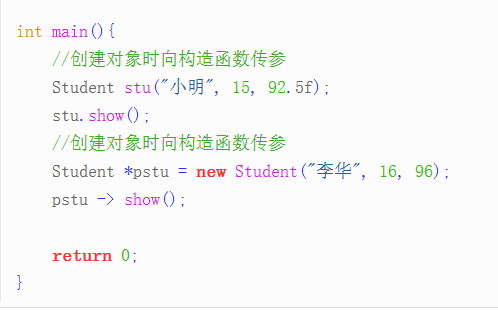 int main(){
//创建对象时向构造函数传参
Student stu("小明", 15, 92.5f);
stu.show();
//创建对象时向构造函数传参
Student *pstu = new Student("李华", 16, 96);
pstu -> show();
return 0;
}